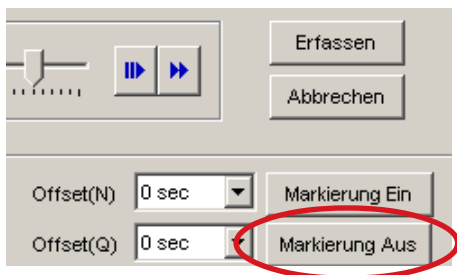 Erfassen
Abbrechen
Offset(N) 0 sec Markierung Ein
Offset(Q) 0 sec Markierung Aus